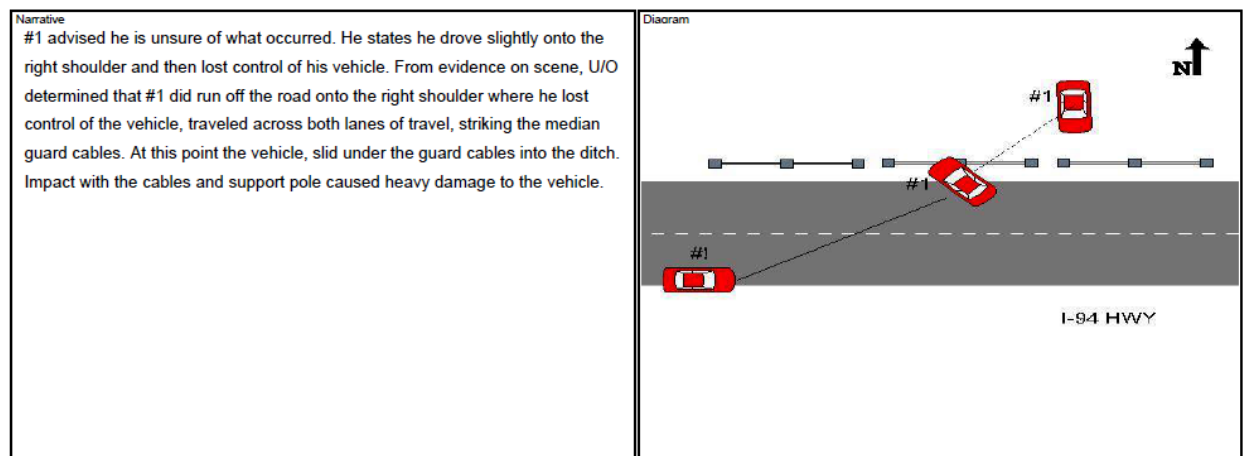 Narrative
#1 advised he is unsure of what occurred. He states he drove slightly onto the
right shoulder and then lost control of his vehicle. From evidence on scene, U/O
determined that #1 did run off the road onto the right shoulder where he lost
control of the vehicle, traveled across both lanes of travel, striking the median
guard cables. At this point the vehicle, slid under the guard cables into the ditch.
Impact with the cables and support pole caused heavy damage to the vehicle.
Diagram
N
#1
#1
#1
I-94 HWY